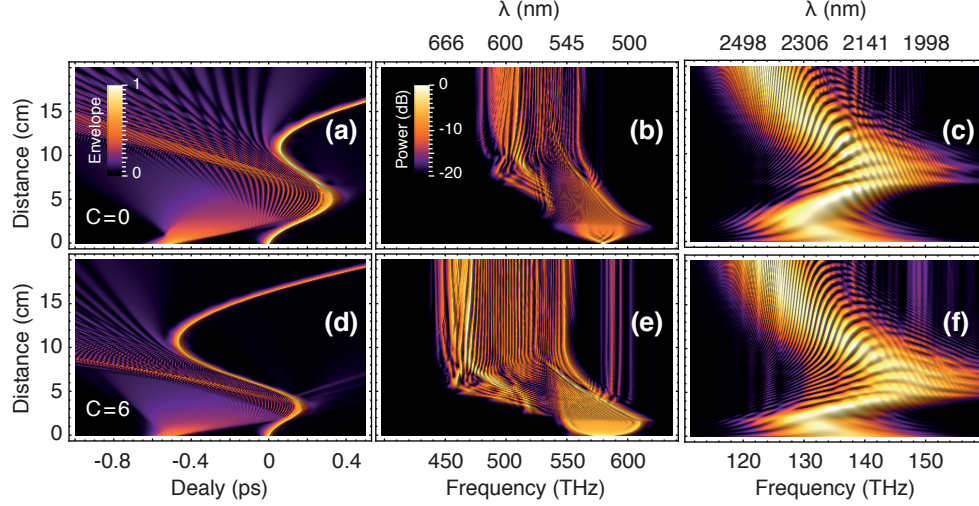 λ (nm) λ (nm)
666 600 545 500 2498 2306 2141 1998
Distance (cm) 15 10 5 0 Envelope 1 0 (a) C=0 Power (dB) 0 -10 -20 (b) (c)
Distance (cm) 15 10 5 0 (d) C=6 (e) (f)
-0.8 -0.4 0 0.4 450 500 550 600 120 130 140 150
Dealy (ps) Frequency (THz) Frequency (THz)